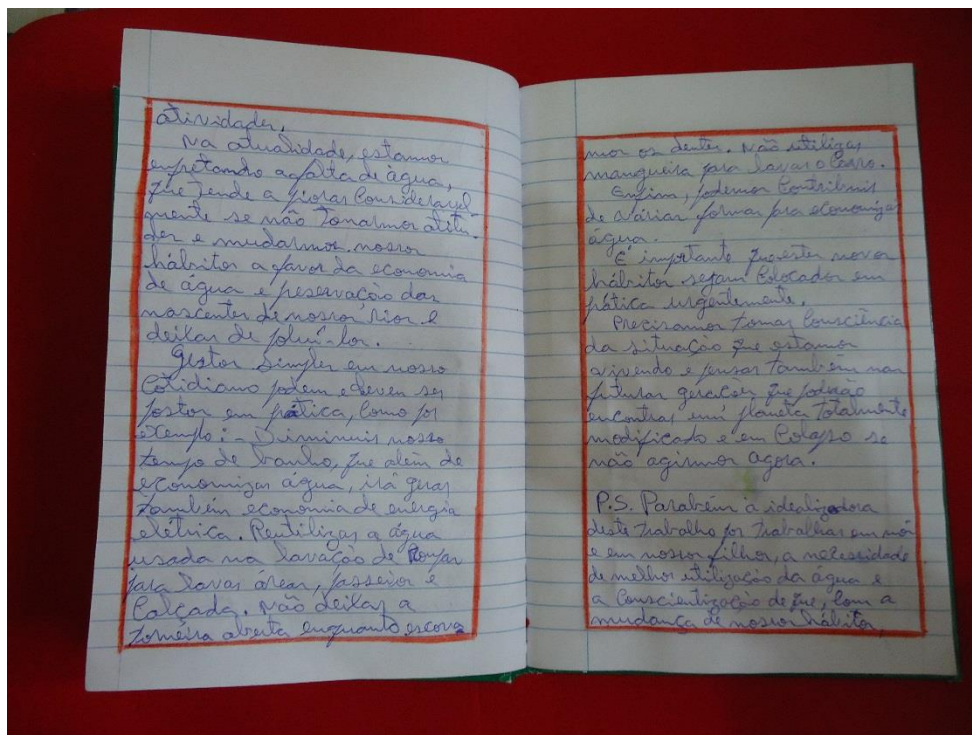 atividades.
Na atualidade, estamos
enfretando a falta de água,
que tende a piorar consideravel-
mente se não tomarmos atitu-
des e mudarmos nossos
hábitos a favor da economia
de água e preservação das
nascentes de nossos rios e
deixar de polui-los.
Gestos simples em nosso
cotidiano podem e devem ser
postos em prática, como por
exemplo: - Diminuir nosso
tempo de banho, que além de
economizar água, irá gerar
também economia de energia
elétrica. Reutilizar a água
usada na lavação de roupas
para lavar áreas, passeios e
calçada. Não deixar a
torneira aberta enquanto escova
mos os dentes. Não utilizar
mangueira para lavar o carro.
Enfim, podemos contribuir
de várias formas pra economizar
água.
É importante que estes novos
hábitos sejam colocados em
prática urgentemente.
Precisamos tomar consciência
da situação que estamos
vivendo e pensar também nas
futuras gerações que poderão
encontrar um planeta totalmente
modificado e em colapso se
não agirmos agora.
P.S. Parabéns a idealizadora
deste trabalho por trabalhar em nós
e em nossos filhos, a necessidade
de melhor utilização da água e
a conscientização de que, com a
mudança de nossos hábitos,